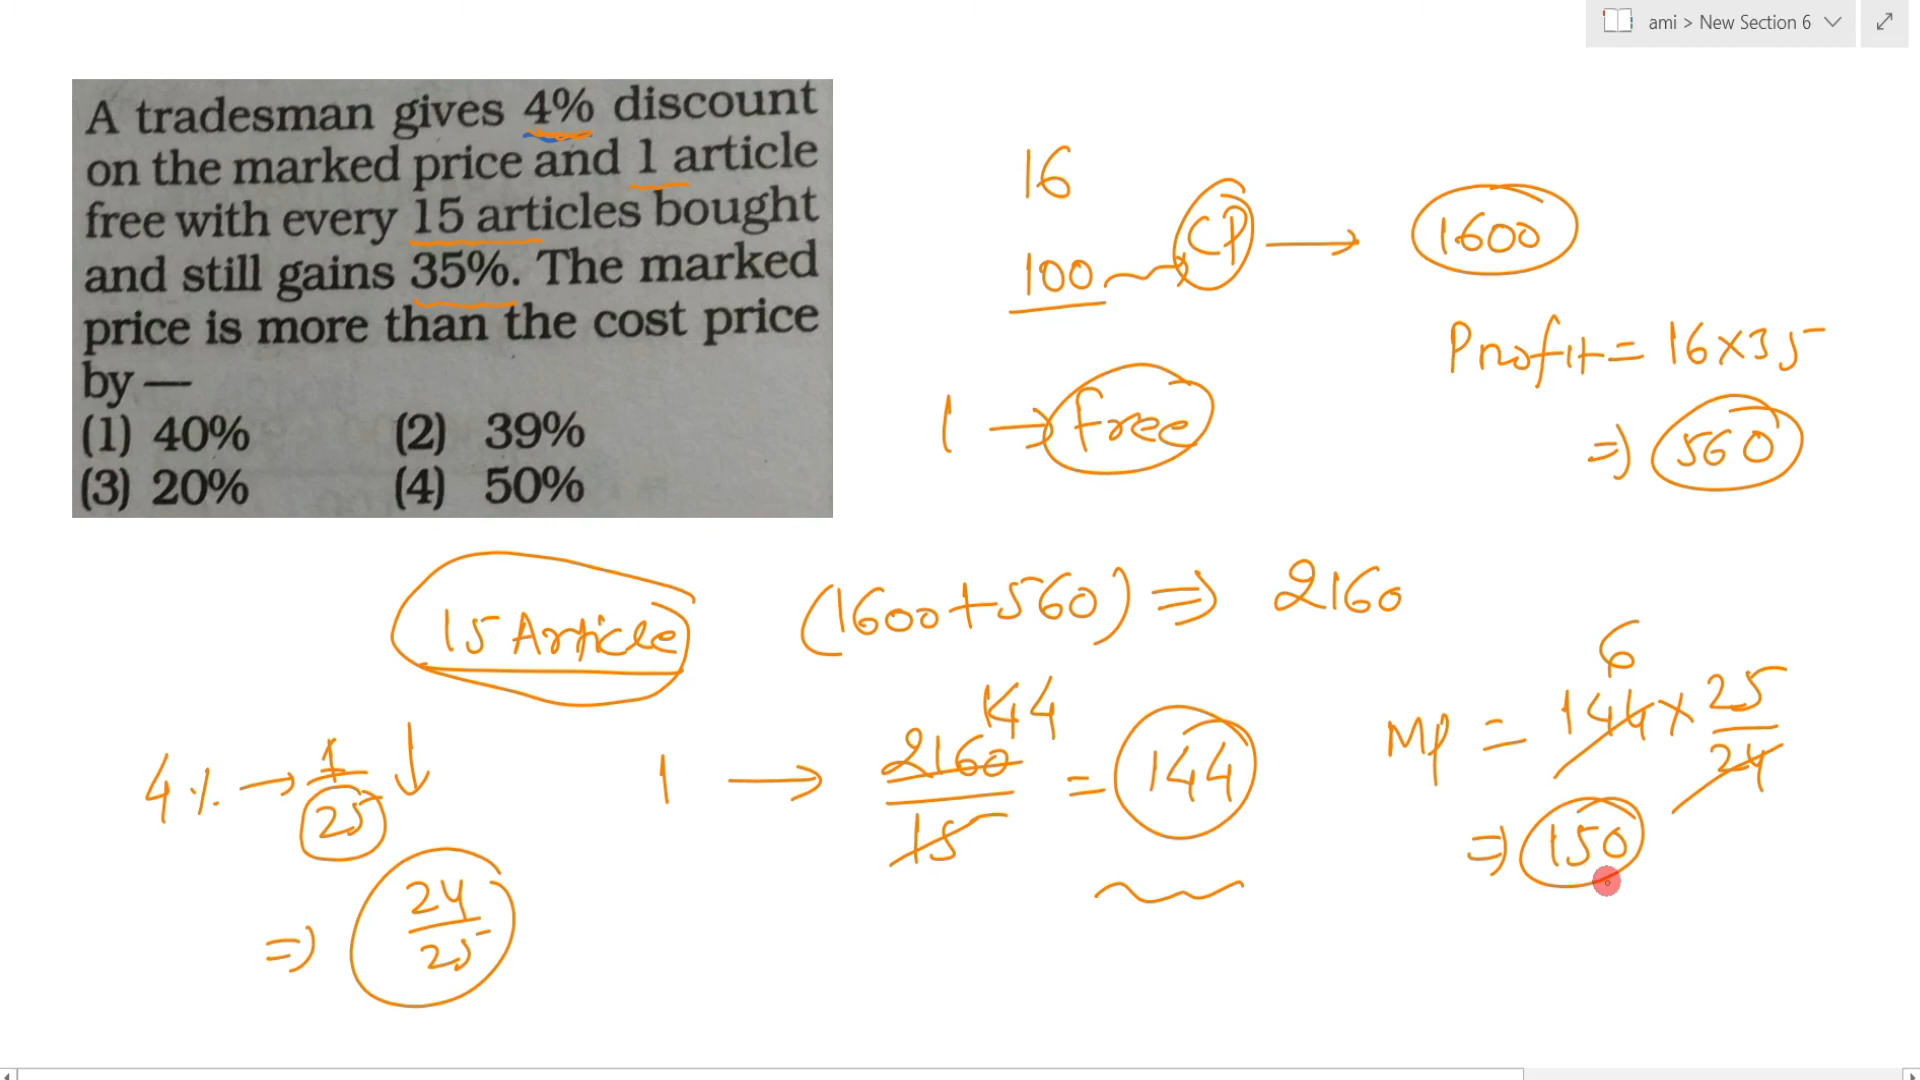 ami > New Section 6
A tradesman gives 4% discount
on the marked price and 1 article
free with every 15 articles bought
and still gains 35%. The marked
price is more than the cost price
by —
(1) 40% (2) 39%
(3) 20% (4) 50%
16
100 CP → 1600
Profit = 16×35
⇒ 560
1 → Free
15 Article (1600+560) ⇒ 2160
4% → 1/25 ↓
⇒ 24/25
1 → 2160/15 144 = 144
MP = 144 × 25/24 6
⇒ 150